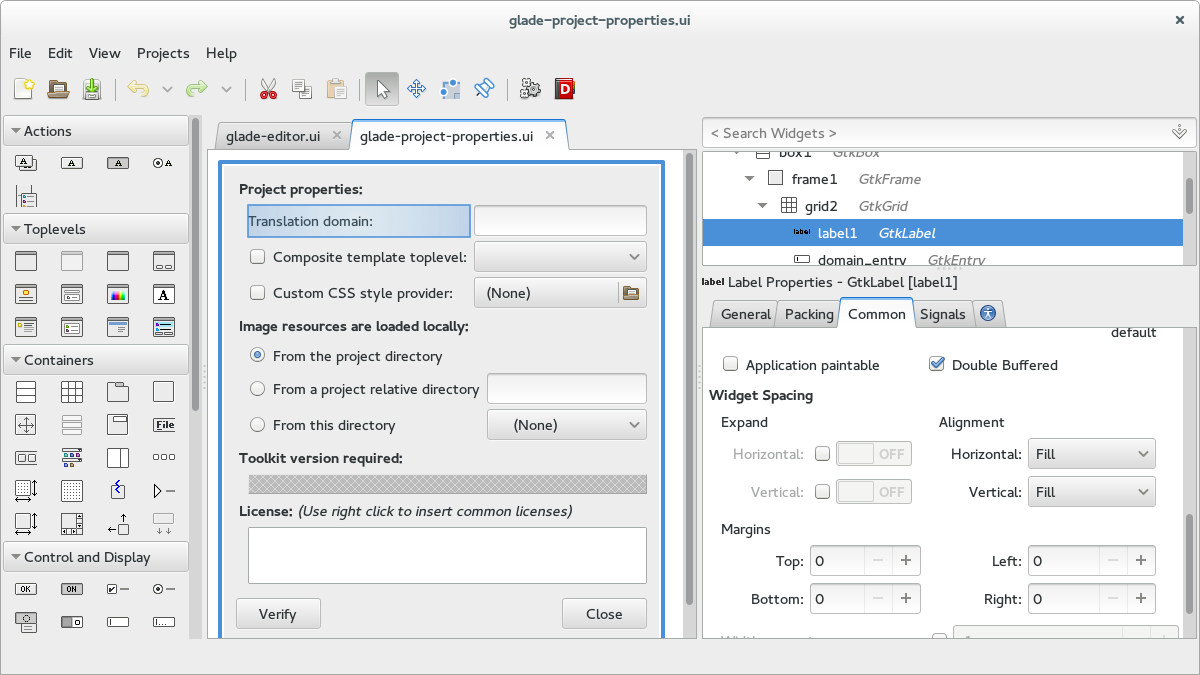 glade-project-properties.ui
File Edit View Projects Help
Actions
Toplevels
Containers
File
Control and Display
OK
ON
glade-editor.ui
glade-project-properties.ui
Project properties:
Translation domain:
Composite template toplevel:
Custom CSS style provider:
(None)
Image resources are loaded locally:
From the project directory
From a project relative directory
From this directory
(None)
Toolkit version required:
License: (Use right click to insert common licenses)
Verify
Close
< Search Widgets >
box1 GtkBox
frame1 GtkFrame
grid2 GtkGrid
label label1 GtkLabel
domain_entry GtkEntry
label Label Properties - GtkLabel [label1]
General Packing Common Signals
default
Application paintable
Double Buffered
Widget Spacing
Expand
Alignment
Horizontal: OFF
Horizontal: Fill
Vertical: OFF
Vertical: Fill
Margins
Top: 0
Left: 0
Bottom: 0
Right: 0